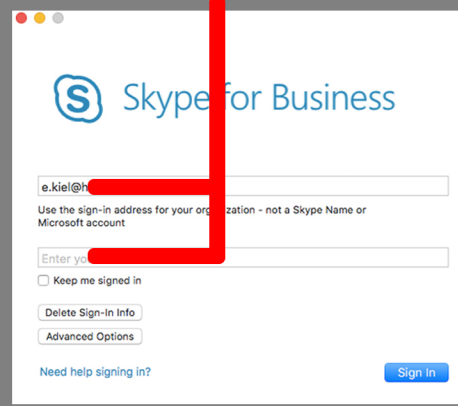 Skype for Business
e.kiel@h
Use the sign-in address for your organization - not a Skype Name or
Microsoft account
Enter yo
Keep me signed in
Delete Sign-In Info
Advanced Options
Need help signing in?
Sign In